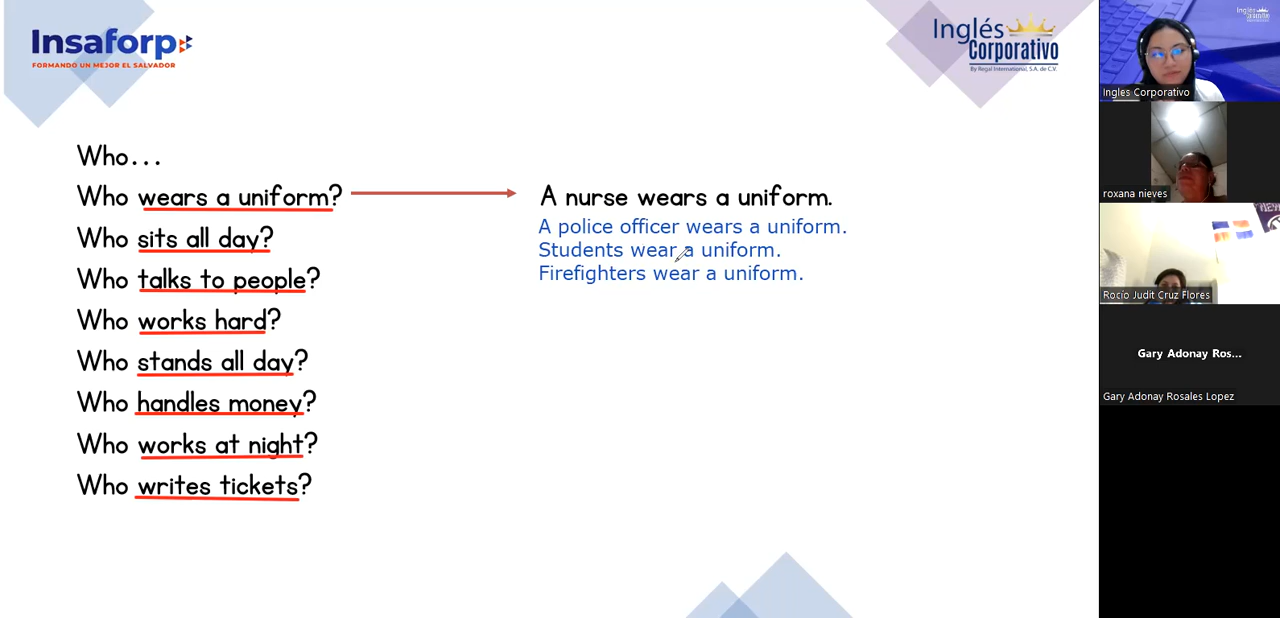 Insaforp
FORMANDO UN MEJOR EL SALVADOR
Inglés
Corporativo
By Regal International, S.A. de C.V.
Who...
Who wears a uniform?
Who sits all day?
Who talks to people?
Who works hard?
Who stands all day?
Who handles money?
Who works at night?
Who writes tickets?
A nurse wears a uniform.
A police officer wears a uniform.
Students wear a uniform.
Firefighters wear a uniform.
Inglés
Ingles Corporativo
roxana nieves
Rocío Judit Cruz Flores
Gary Adonay Ros...
Gary Adonay Rosales Lopez